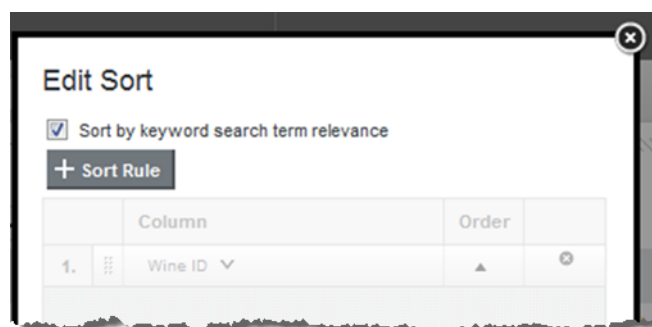 Edit Sort
Sort by keyword search term relevance
+ Sort Rule
Column Order
1. Wine ID